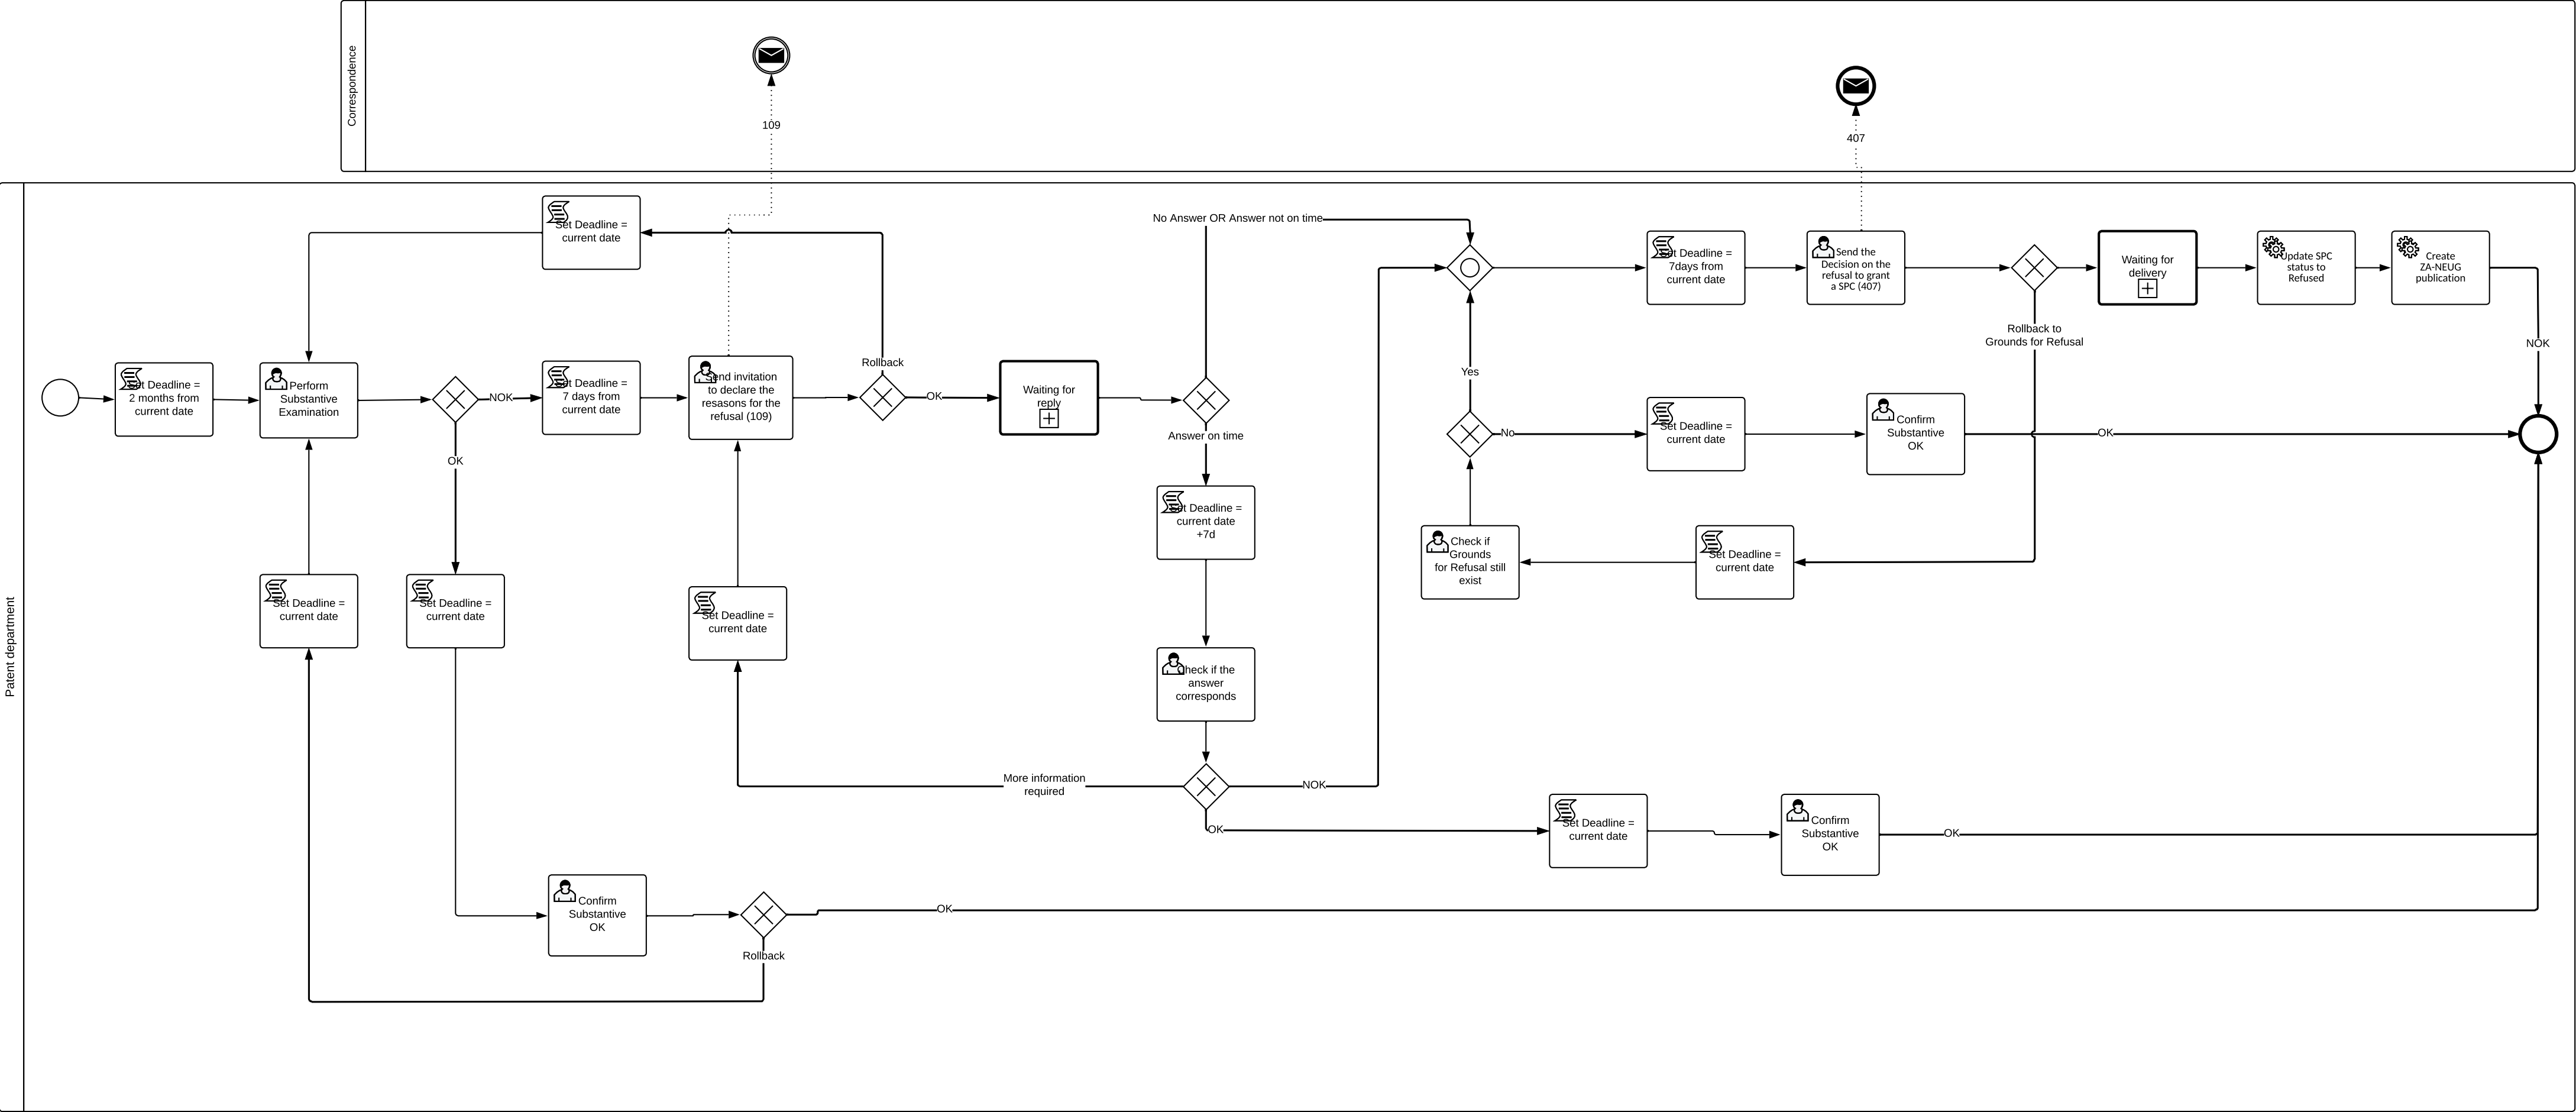 Correspondence
109
407
Patent department
Set Deadline =
current date
No Answer OR Answer not on time
Set Deadline =
7days from
current date
Send the
Decision on the
refusal to grant
a SPC (407)
Waiting for
delivery
Update SPC
status to
Refused
Create
ZA-NEUG
publication
Rollback to
Grounds for Refusal
NOK
Set Deadline =
2 months from
current date
Perform
Substantive
Examination
NOK
OK
Set Deadline =
7 days from
current date
Send invitation
to declare the
resasons for the
refusal (109)
Rollback
OK
Waiting for
reply
Answer on time
Yes
No
Set Deadline =
current date
Confirm
Substantive
OK
OK
Set Deadline =
current date
+7d
Check if
Grounds
for Refusal still
exist
Set Deadline =
current date
Set Deadline =
current date
Set Deadline =
current date
Set Deadline =
current date
Check if the
answer
corresponds
More information
required
NOK
OK
Set Deadline =
current date
Confirm
Substantive
OK
OK
Confirm
Substantive
OK
OK
Rollback